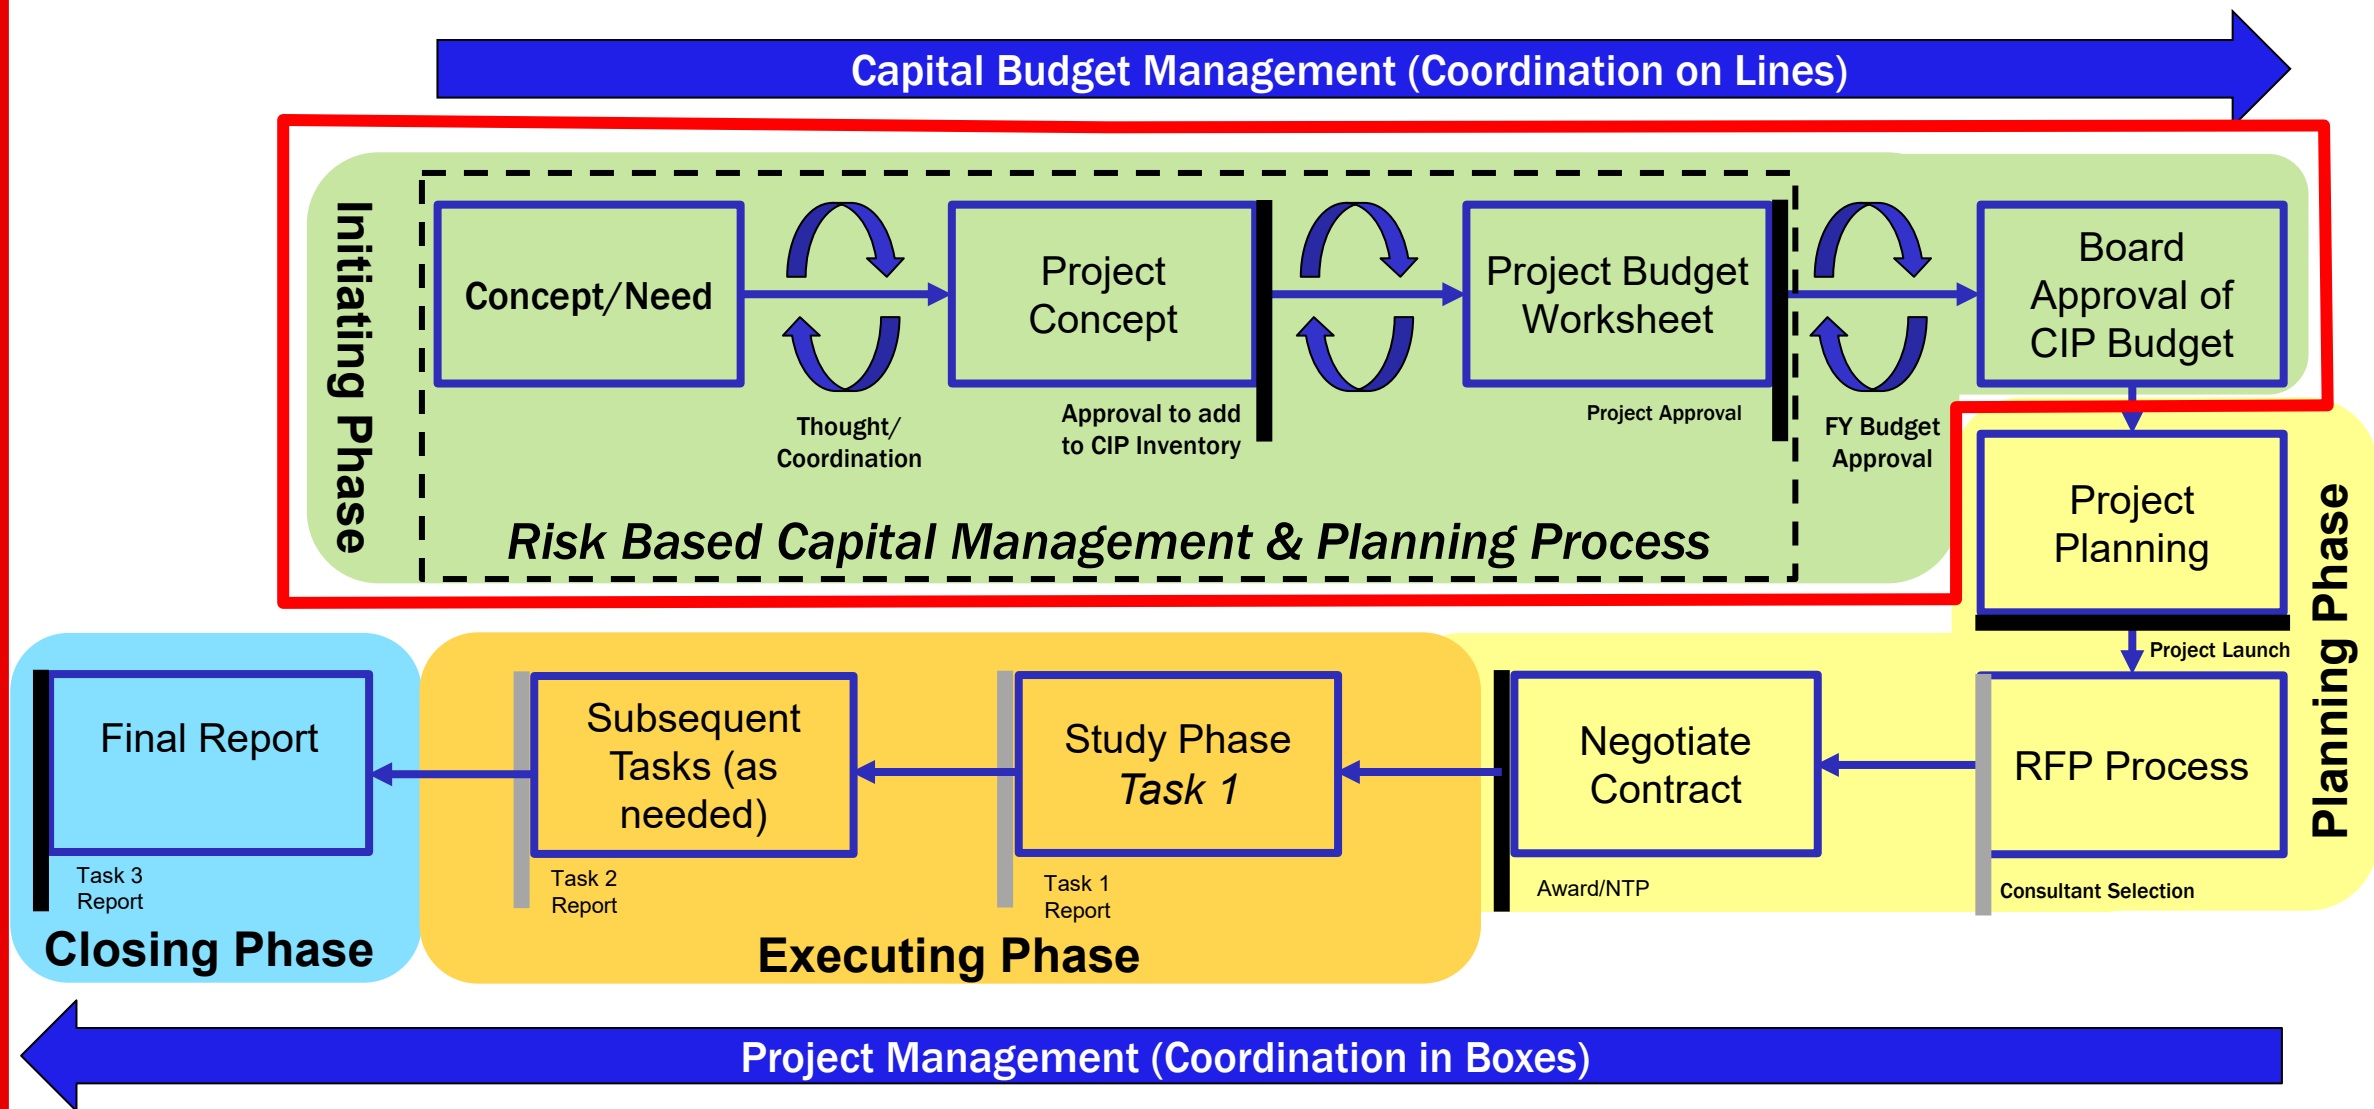 Capital Budget Management (Coordination on Lines)
Initiating Phase
Concept/Need
Thought/
Coordination
Project
Concept
Approval to add
to CIP Inventory
Project Budget
Worksheet
Project Approval
FY Budget
Approval
Board
Approval of
CIP Budget
Risk Based Capital Management & Planning Process
Project
Planning
Project Launch
Planning Phase
RFP Process
Consultant Selection
Negotiate
Contract
Award/NTP
Study Phase
Task 1
Task 1
Report
Subsequent
Tasks (as
needed)
Task 2
Report
Executing Phase
Final Report
Task 3
Report
Closing Phase
Project Management (Coordination in Boxes)